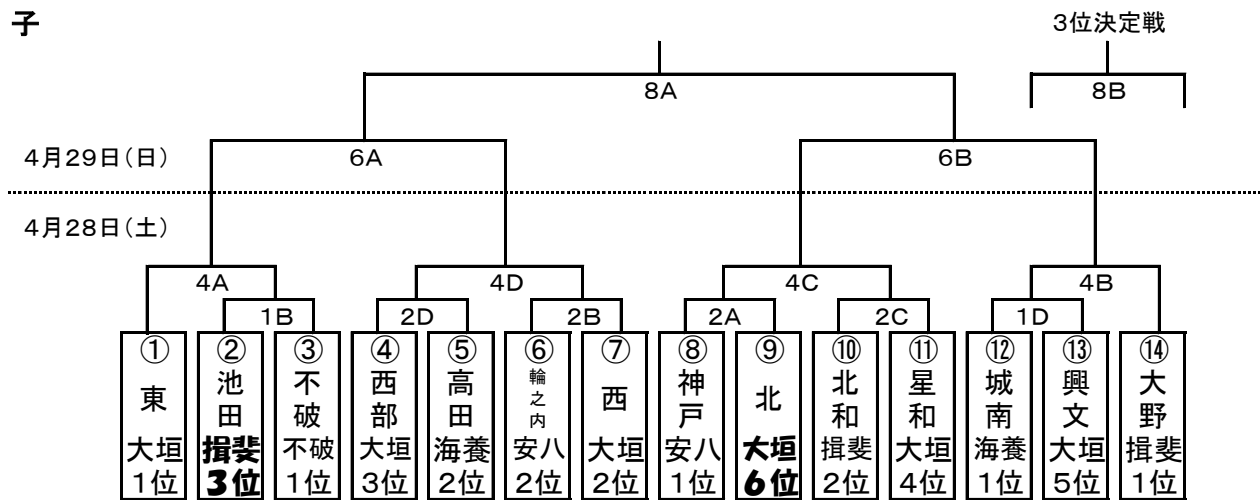 子
3位決定戦
8A
8B
4月29日(日)
6A
6B
4月28日(土)
4A
4D
4C
4B
1B
2D
2B
2A
2C
1D
① 東 大垣 1位
② 池田 揖斐 3位
③ 不破 不破 1位
④ 西部 大垣 3位
⑤ 高田 海養 2位
⑥ 輪之内 安八 2位
⑦ 西 大垣 2位
⑧ 神戸 安八 1位
⑨ 北 大垣 6位
⑩ 北和 揖斐 2位
⑪ 星和 大垣 4位
⑫ 城南 海養 1位
⑬ 興文 大垣 5位
⑭ 大野 揖斐 1位